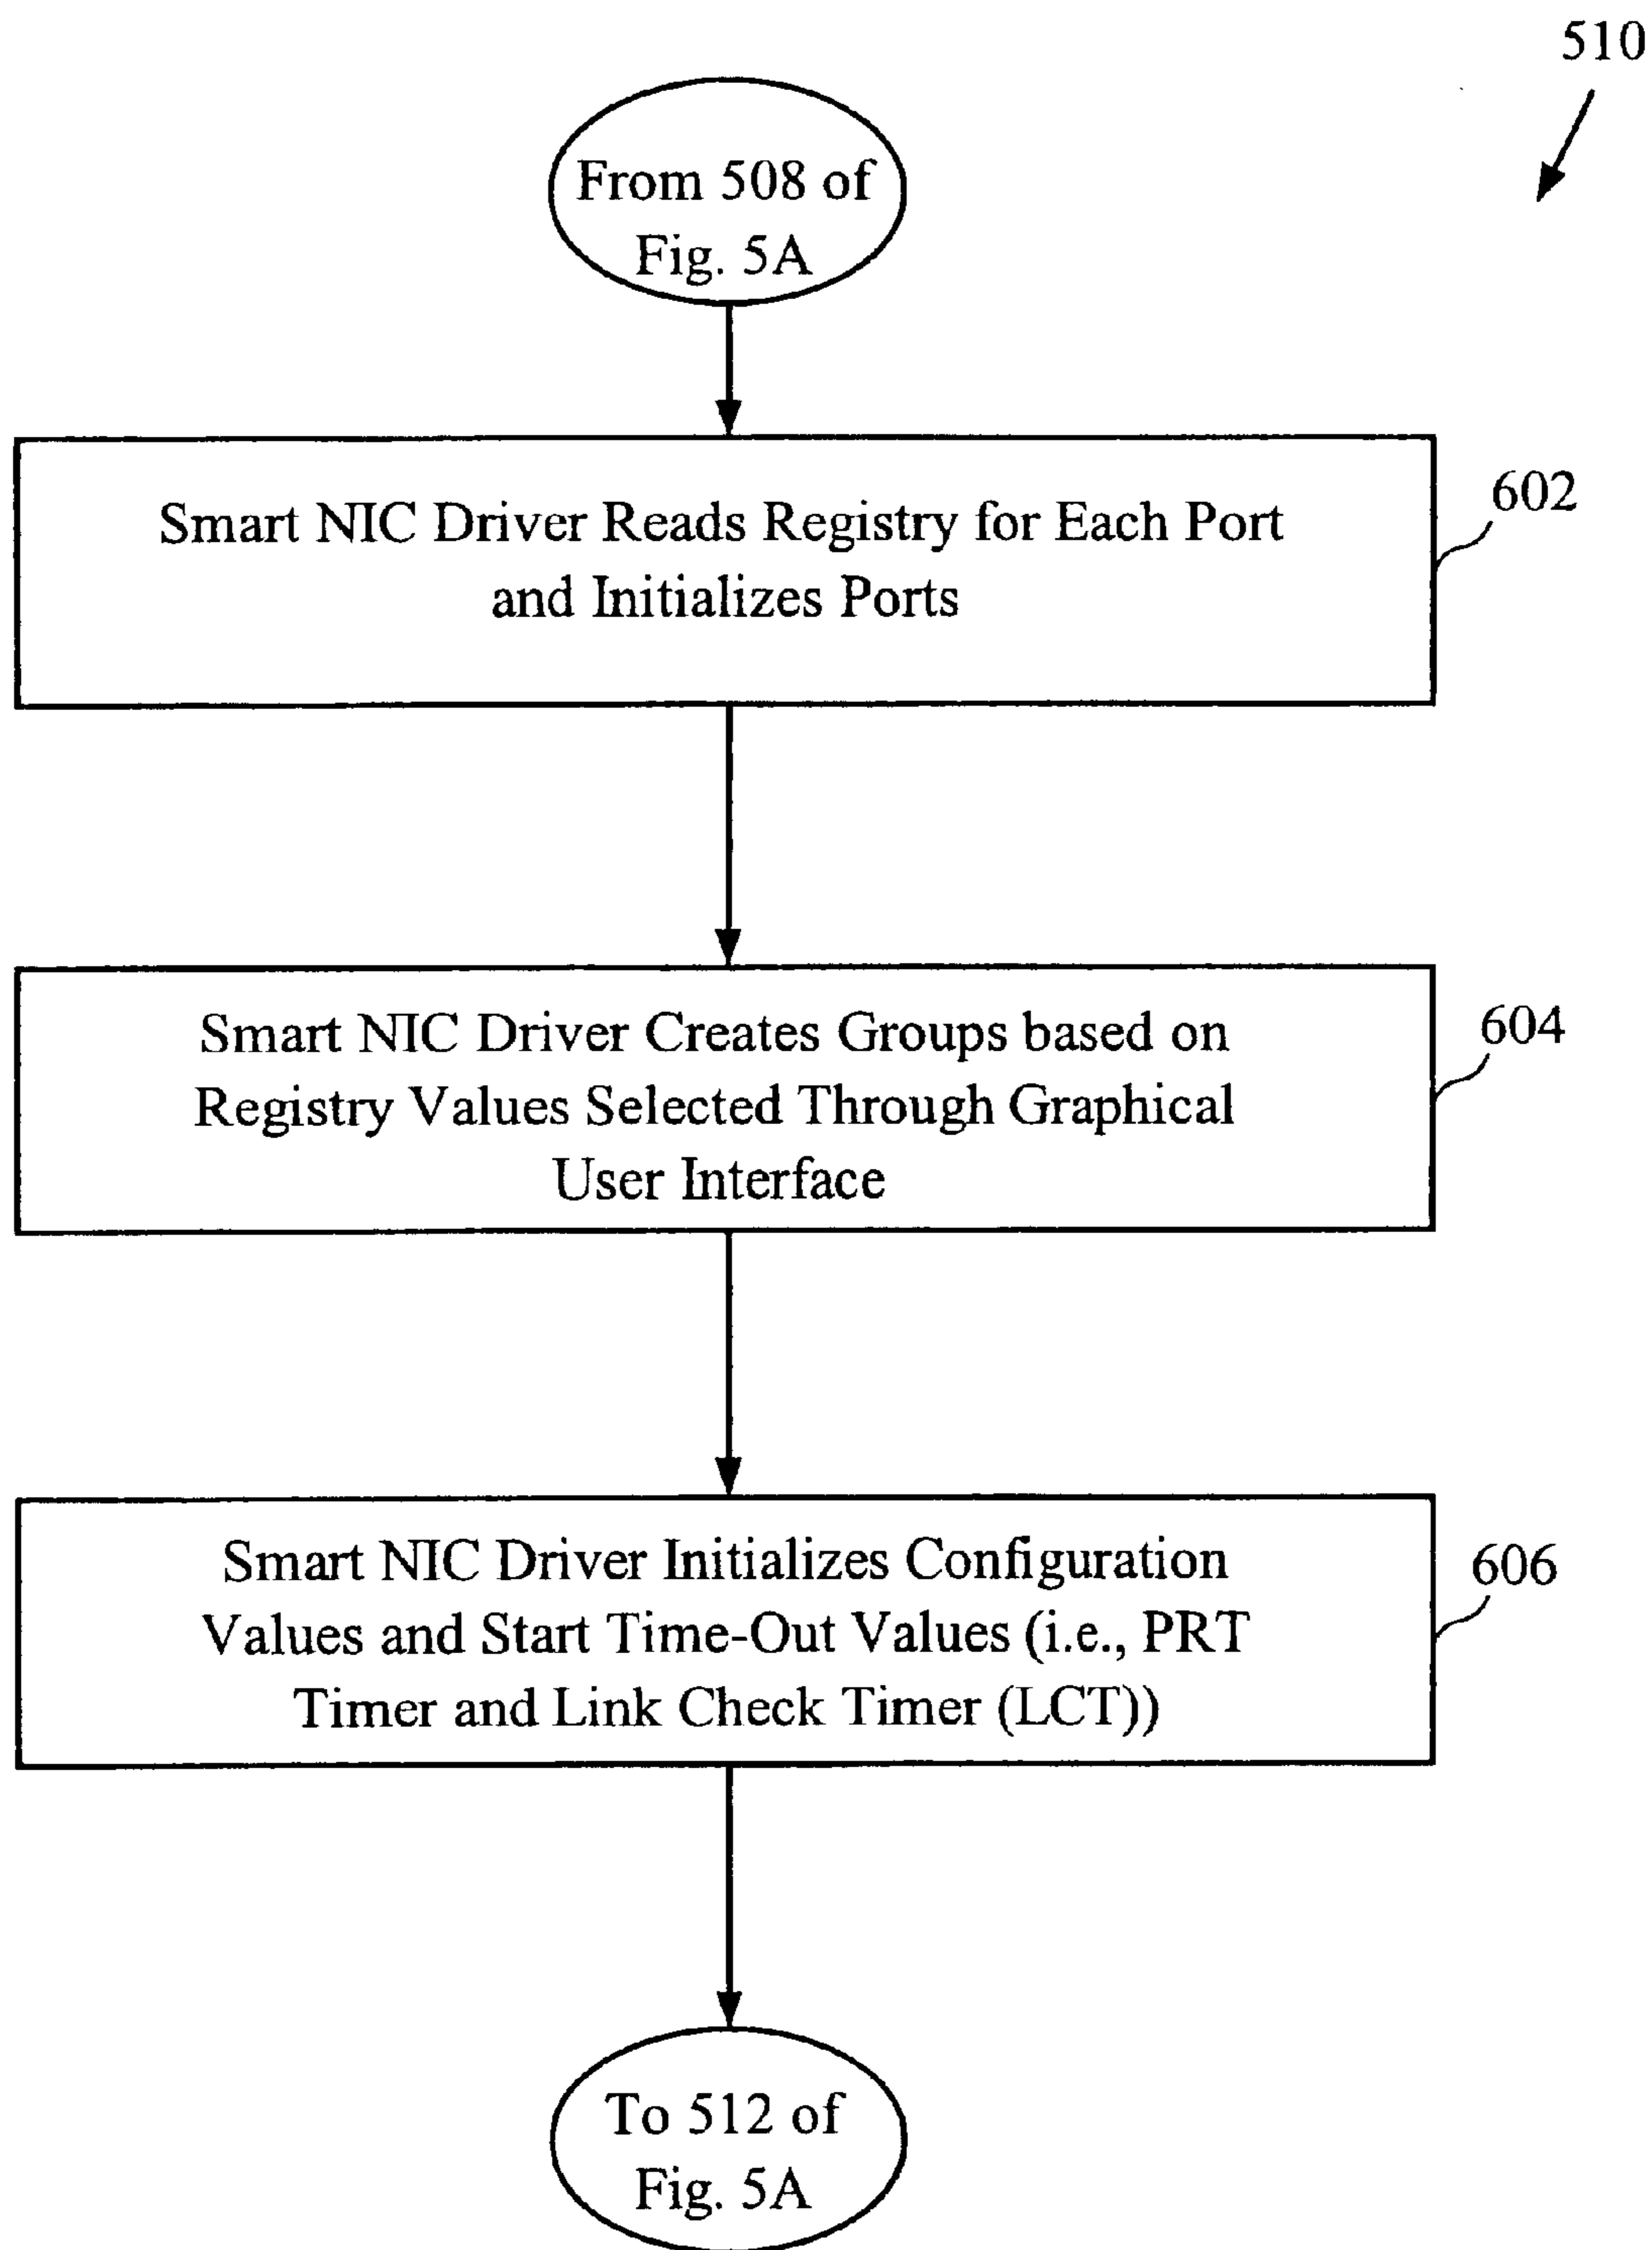 510
From 508 of
Fig. 5A
Smart NIC Driver Reads Registry for Each Port
and Initializes Ports
602
Smart NIC Driver Creates Groups based on
Registry Values Selected Through Graphical
User Interface
604
Smart NIC Driver Initializes Configuration
Values and Start Time-Out Values (i.e., PRT
Timer and Link Check Timer (LCT))
606
To 512 of
Fig. 5A